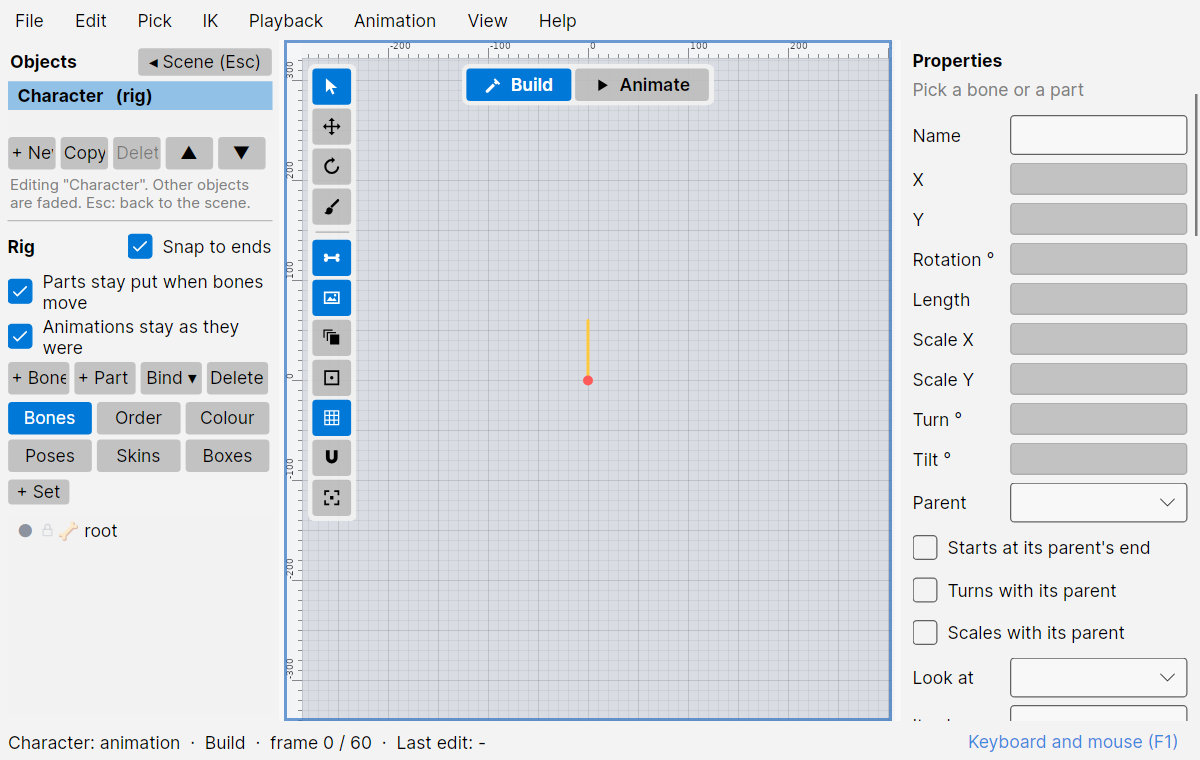 File Edit Pick IK Playback Animation View Help
Objects
◂ Scene (Esc)
Character (rig)
+ Ne
Copy
Delet
▲
▼
Editing "Character". Other objects
are faded. Esc: back to the scene.
Rig
Snap to ends
Parts stay put when bones
move
Animations stay as they
were
+ Bone
+ Part
Bind ▾
Delete
Bones
Order
Colour
Poses
Skins
Boxes
+ Set
root
-200 -100 0 100 200
300
200
100
0
-100
-200
-300
Build
Animate
Properties
Pick a bone or a part
Name
X
Y
Rotation °
Length
Scale X
Scale Y
Turn °
Tilt °
Parent
Starts at its parent's end
Turns with its parent
Scales with its parent
Look at
Character: animation · Build · frame 0 / 60 · Last edit: -
Keyboard and mouse (F1)